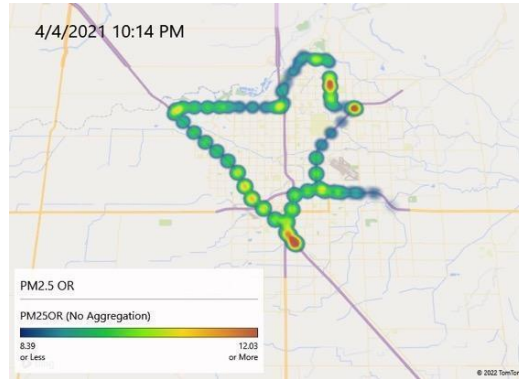 4/4/2021 10:14 PM
PM2.5 OR
PM25OR (No Aggregation)
8.39 12.03
or Less or More
© 2022 TomTom